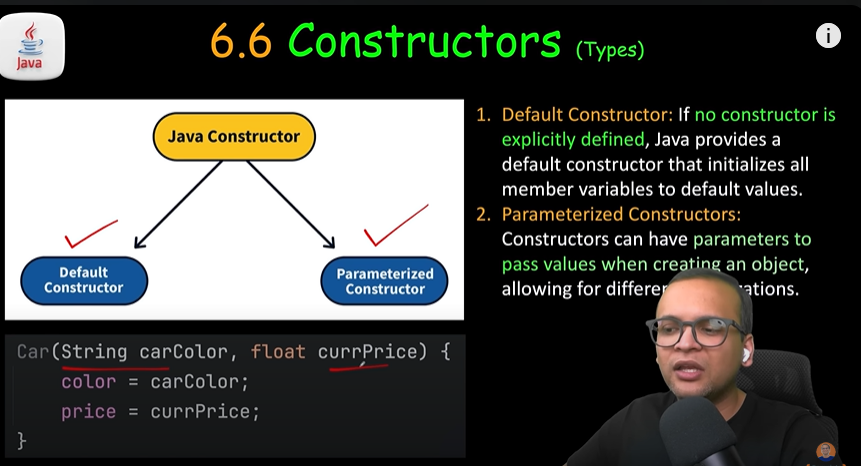 6.6 Constructors (Types)
Java
i
Java Constructor
Default
Constructor
Parameterized
Constructor
Car(String carColor, float currPrice) {
color = carColor;
price = currPrice;
}
1. Default Constructor: If no constructor is
explicitly defined, Java provides a
default constructor that initializes all
member variables to default values.
2. Parameterized Constructors:
Constructors can have parameters to
pass values when creating an object,
allowing for